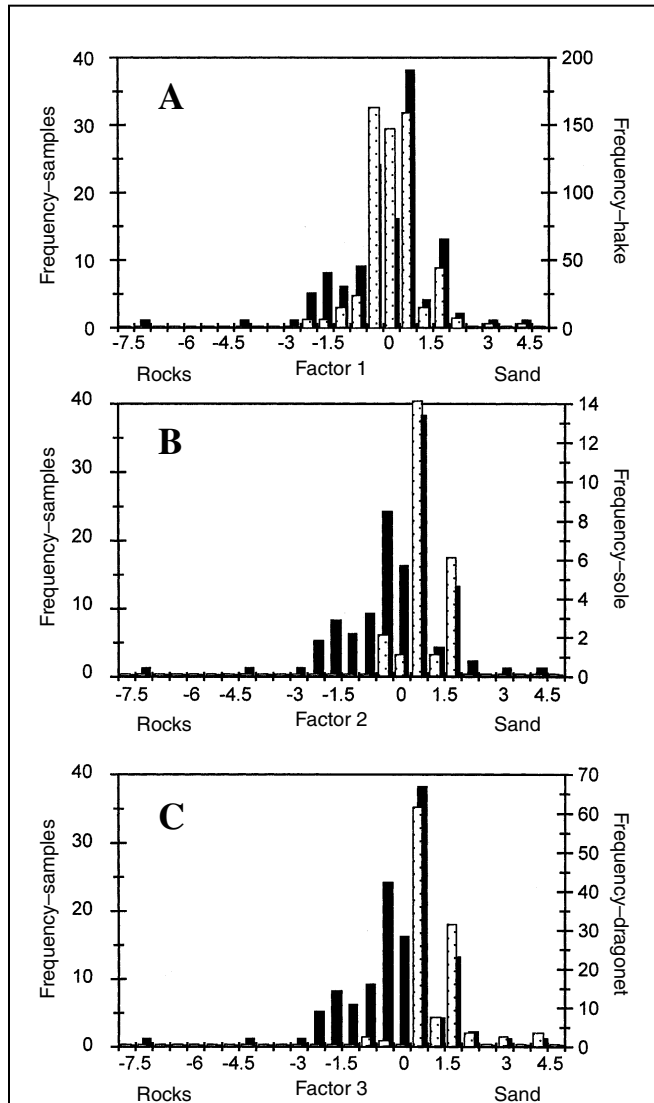 A
40
30
20
10
0
Frequency–samples
200
150
100
50
0
Frequency–hake
-7.5 -6 -4.5 -3 -1.5 0 1.5 3 4.5
Rocks Factor 1 Sand
B
40
30
20
10
0
Frequency–samples
14
12
10
8
6
4
2
0
Frequency–sole
-7.5 -6 -4.5 -3 -1.5 0 1.5 3 4.5
Rocks Factor 2 Sand
C
40
30
20
10
0
Frequency–samples
70
60
50
40
30
20
10
0
Frequency–dragonet
-7.5 -6 -4.5 -3 -1.5 0 1.5 3 4.5
Rocks Factor 3 Sand